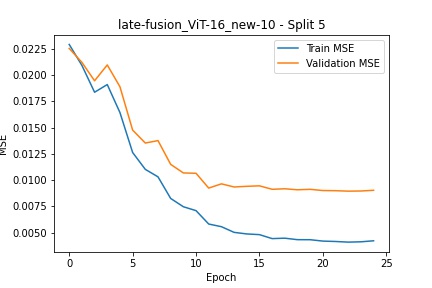 late-fusion_ViT-16_new-10 - Split 5
Train MSE
Validation MSE
0.0225
0.0200
0.0175
0.0150
0.0125
0.0100
0.0075
0.0050
MSE
0 5 10 15 20 25
Epoch